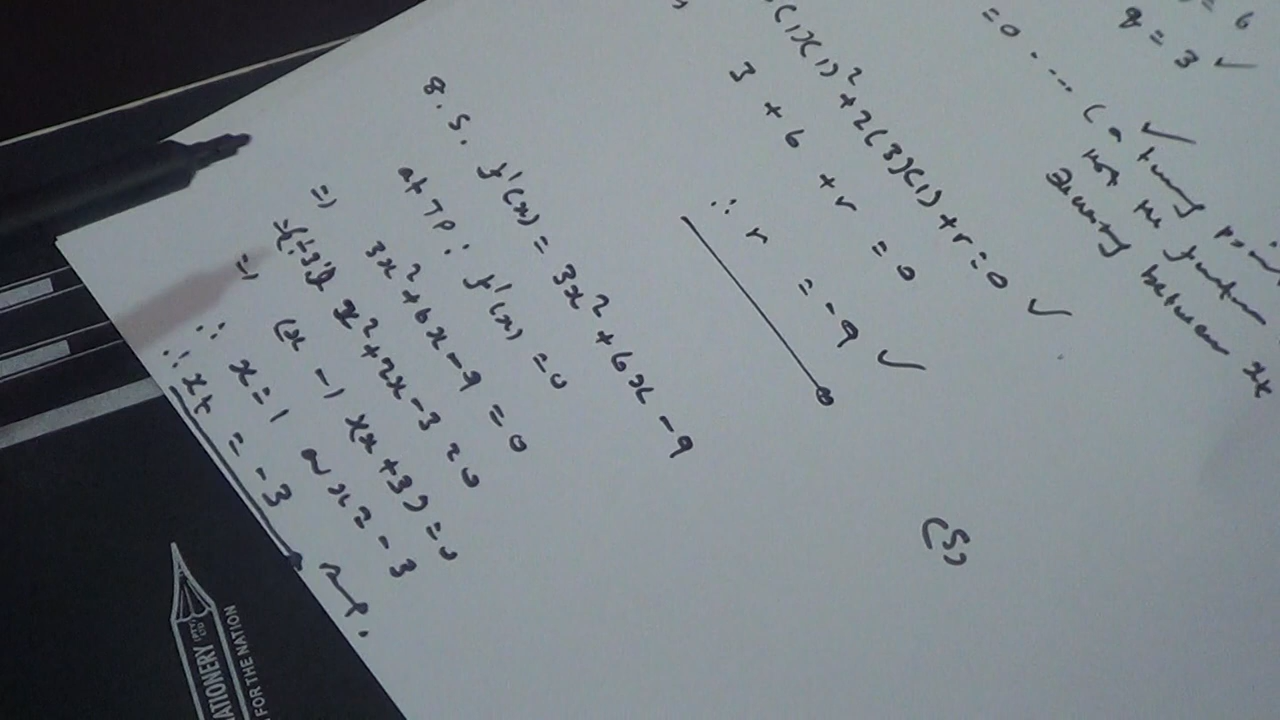 = 6
q = 3 ✓
= 0 .... (a turning point
for the function
(1)(1)² + 2(3)(1) + r = 0 ✓
3 + 6 + r = 0
∴ r = -9 ✓
(5)
8.5. f'(x) = 3x² + 6x - 9
at TP: f'(x) = 0
=) 3x² + 6x - 9 = 0
x² + 2x - 3 = 0
=) (x - 1)(x + 3) = 0
∴ x = 1 or x = -3
= -3
ATIONERY
FOR THE NATION